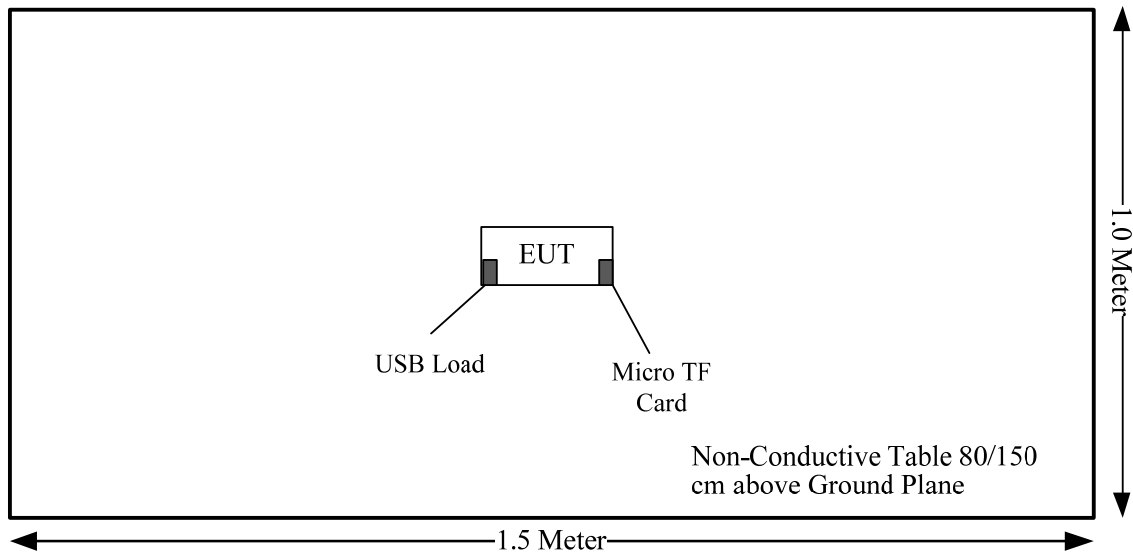 EUT
USB Load
Micro TF
Card
Non-Conductive Table 80/150
cm above Ground Plane
1.0 Meter
1.5 Meter